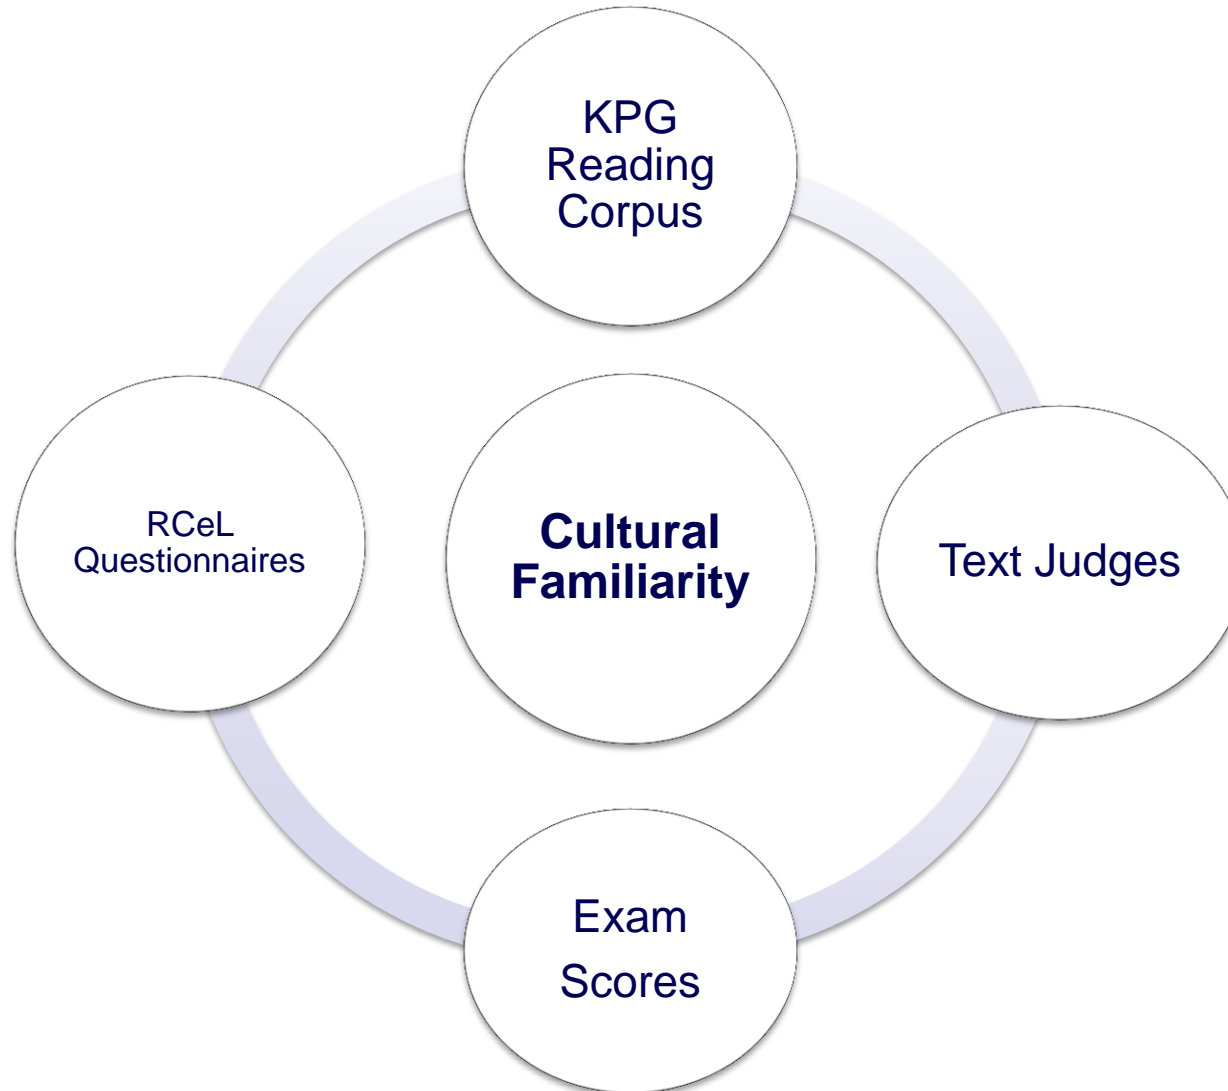 KPG
Reading
Corpus
RCeL
Questionnaires
Cultural
Familiarity
Text Judges
Exam
Scores